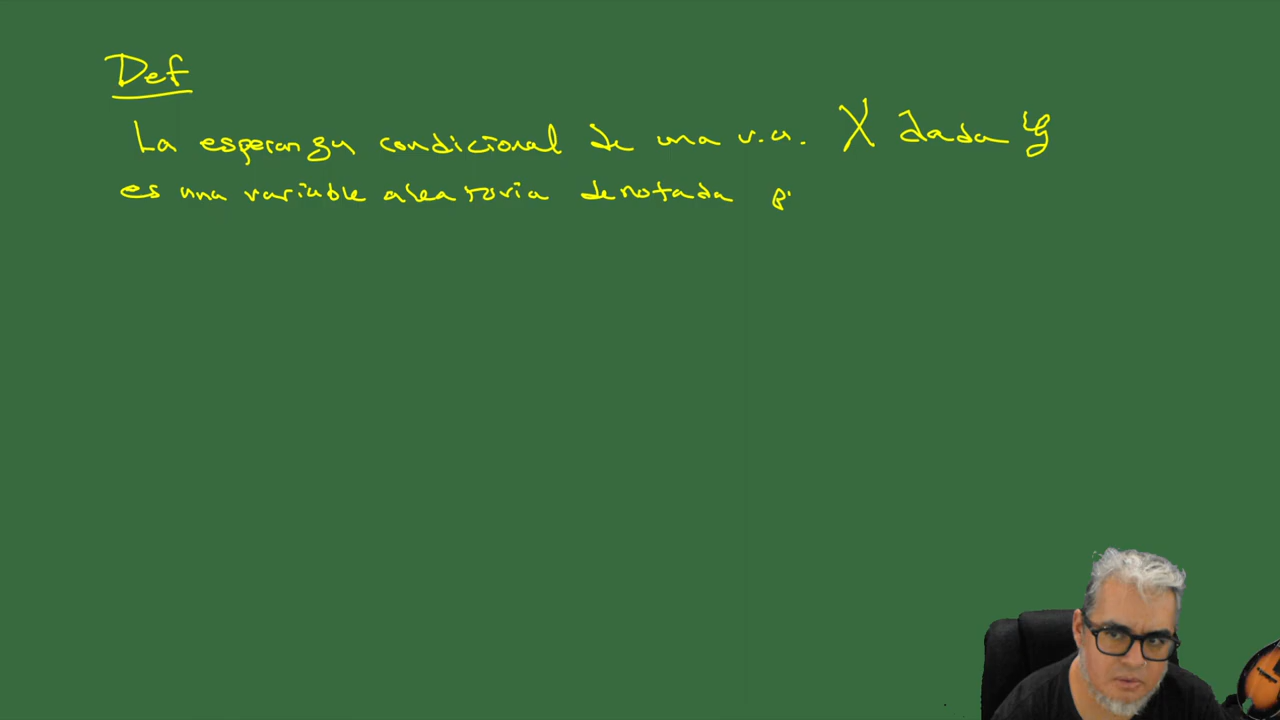 Def
La esperanza condicional de una v.a. X dada Y
es una variable aleatoria denotada